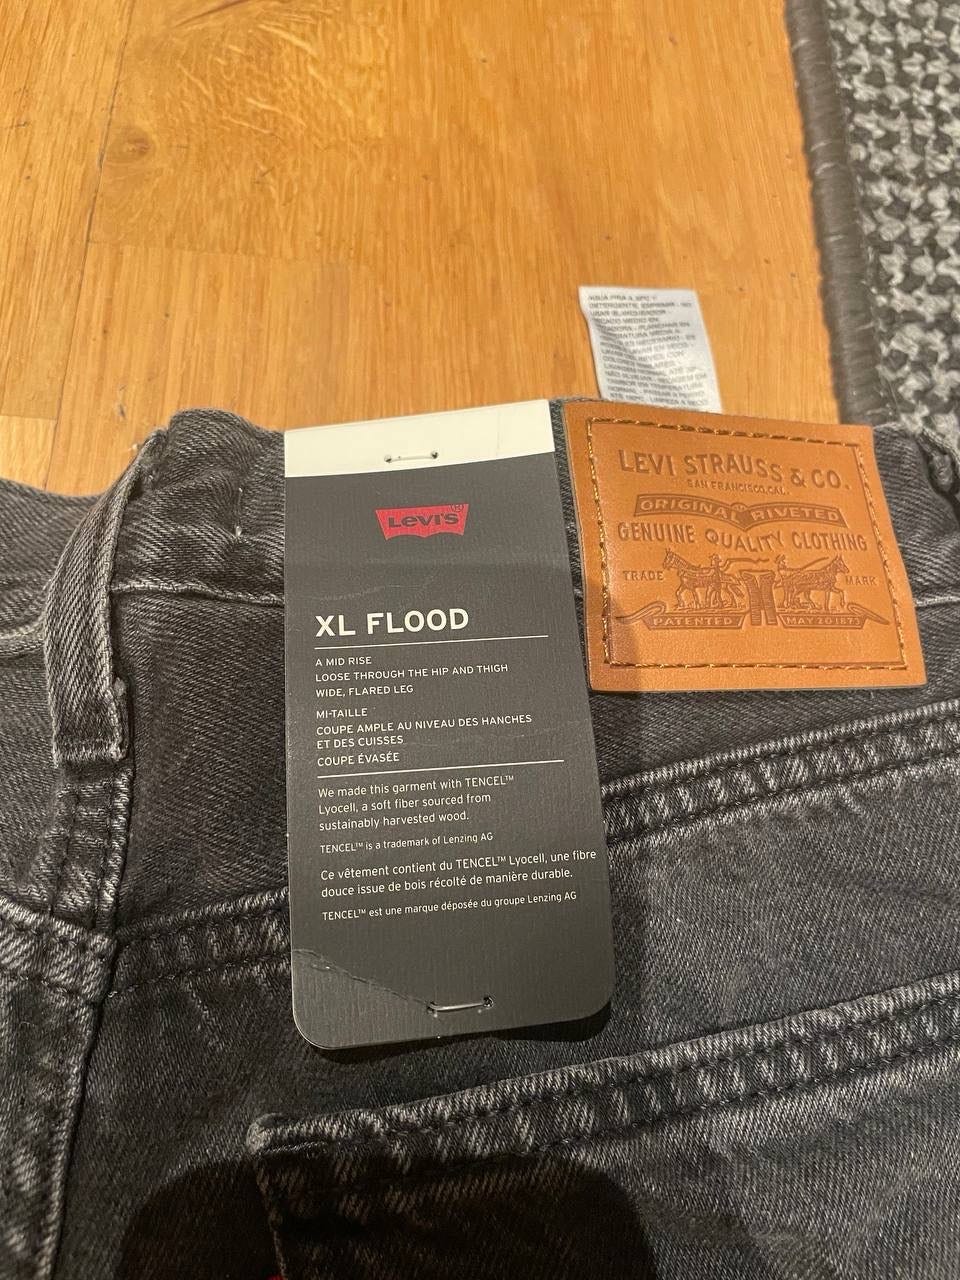 DETERGENTE
Levi's
XL FLOOD
A MID RISE
LOOSE THROUGH THE HIP AND THIGH
WIDE, FLARED LEG
MI-TAILLE
COUPE AMPLE AU NIVEAU DES HANCHES
ET DES CUISSES
COUPE ÉVASÉE
We made this garment with TENCEL™
Lyocell, a soft fiber sourced from
sustainably harvested wood.
TENCEL™ is a trademark of Lenzing AG
Ce vêtement contient du TENCEL™ Lyocell, une fibre
douce issue de bois récolté de manière durable.
TENCEL™ est une marque déposée du groupe Lenzing AG
LEVI STRAUSS & CO.
SAN FRANCISCO, CAL.
ORIGINAL RIVETED
GENUINE QUALITY CLOTHING
TRADE MARK
PATENTED MAY 20 1873